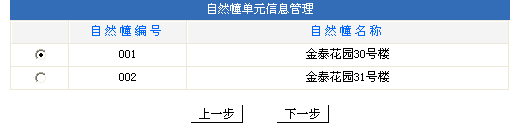 自然幢单元信息管理
自然幢编号 自然幢名称
001 金泰花园30号楼
002 金泰花园31号楼
上一步 下一步